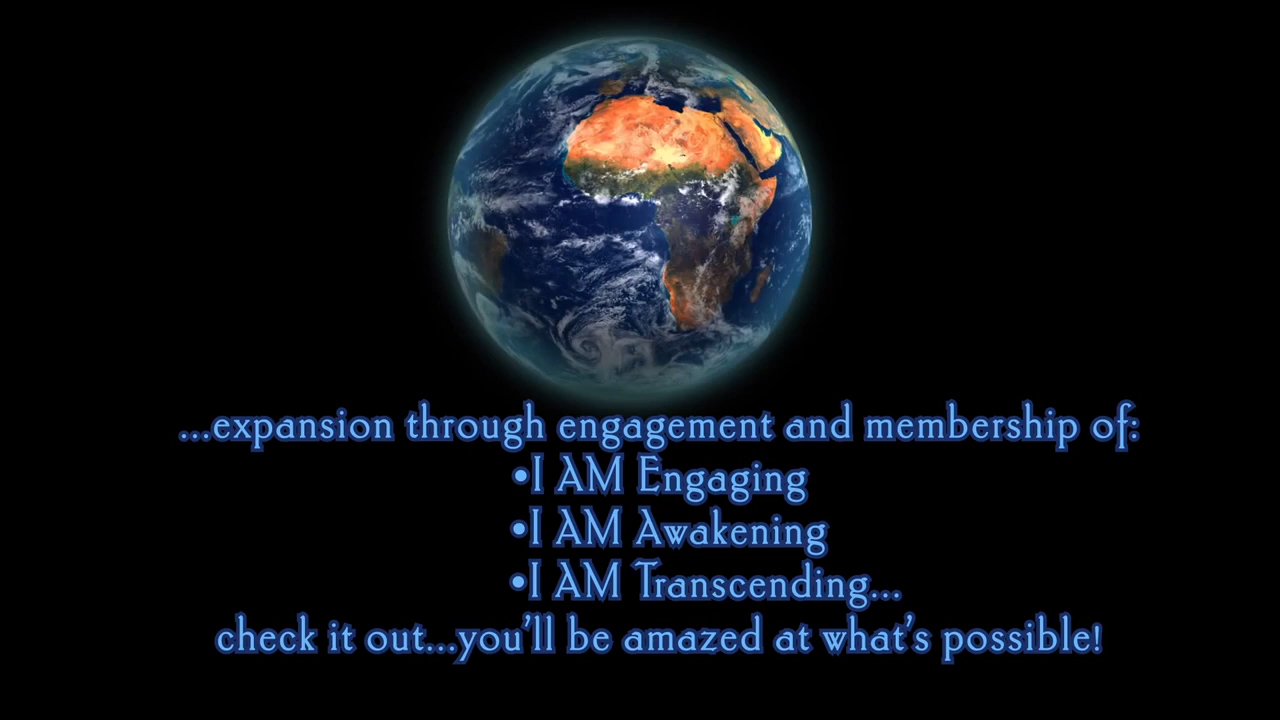 ...expansion through engagement and membership of:
•I AM Engaging
•I AM Awakening
•I AM Transcending...
check it out...you'll be amazed at what's possible!